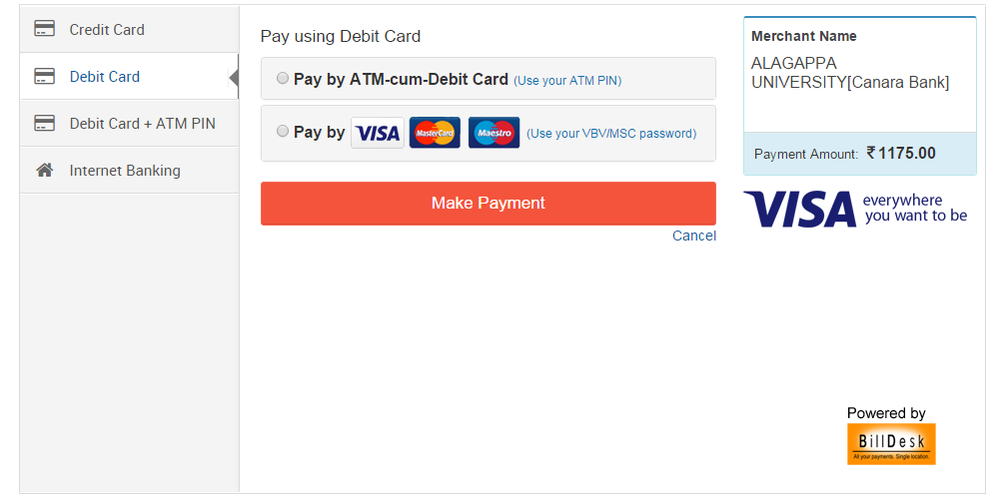 Credit Card
Debit Card
Debit Card + ATM PIN
Internet Banking
Pay using Debit Card
Pay by ATM-cum-Debit Card (Use your ATM PIN)
Pay by VISA MasterCard Maestro (Use your VBV/MSC password)
Make Payment
Cancel
Merchant Name
ALAGAPPA
UNIVERSITY[Canara Bank]
Payment Amount: ₹ 1175.00
VISA everywhere
you want to be
Powered by
BillDesk
All your payments. Single location.